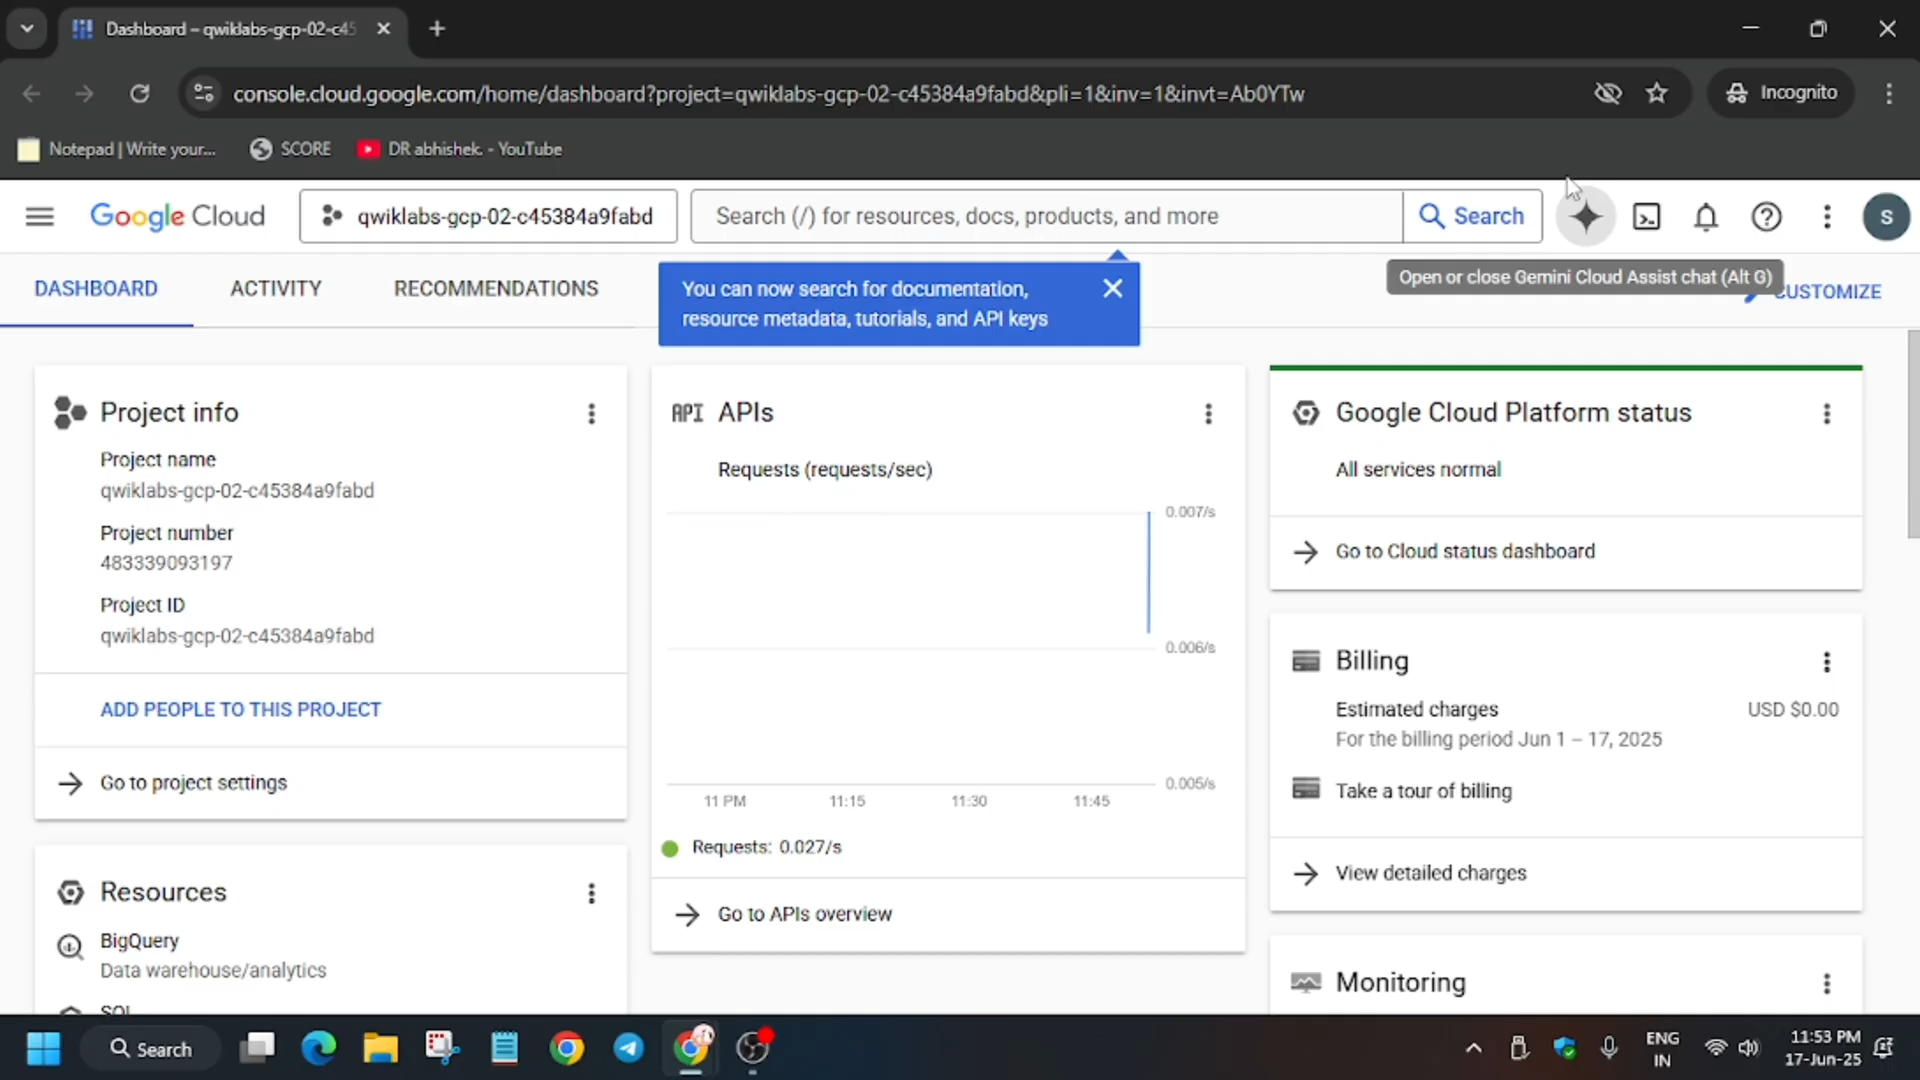 Dashboard – qwiklabs-gcp-02-c45
console.cloud.google.com/home/dashboard?project=qwiklabs-gcp-02-c45384a9fabd&pli=1&inv=1&invt=Ab0YTw
Incognito
Notepad | Write your...
SCORE
DR abhishek. - YouTube
Google Cloud
qwiklabs-gcp-02-c45384a9fabd
Search (/) for resources, docs, products, and more
Search
S
DASHBOARD
ACTIVITY
RECOMMENDATIONS
You can now search for documentation,
resource metadata, tutorials, and API keys
Open or close Gemini Cloud Assist chat (Alt G)
CUSTOMIZE
Project info
Project name
qwiklabs-gcp-02-c45384a9fabd
Project number
483339093197
Project ID
qwiklabs-gcp-02-c45384a9fabd
ADD PEOPLE TO THIS PROJECT
Go to project settings
Resources
BigQuery
Data warehouse/analytics
SQL
API APIs
Requests (requests/sec)
0.007/s
0.006/s
0.005/s
11 PM
11:15
11:30
11:45
Requests: 0.027/s
Go to APIs overview
Google Cloud Platform status
All services normal
Go to Cloud status dashboard
Billing
Estimated charges
USD $0.00
For the billing period Jun 1 – 17, 2025
Take a tour of billing
View detailed charges
Monitoring
Search
ENG
IN
11:53 PM
17-Jun-25